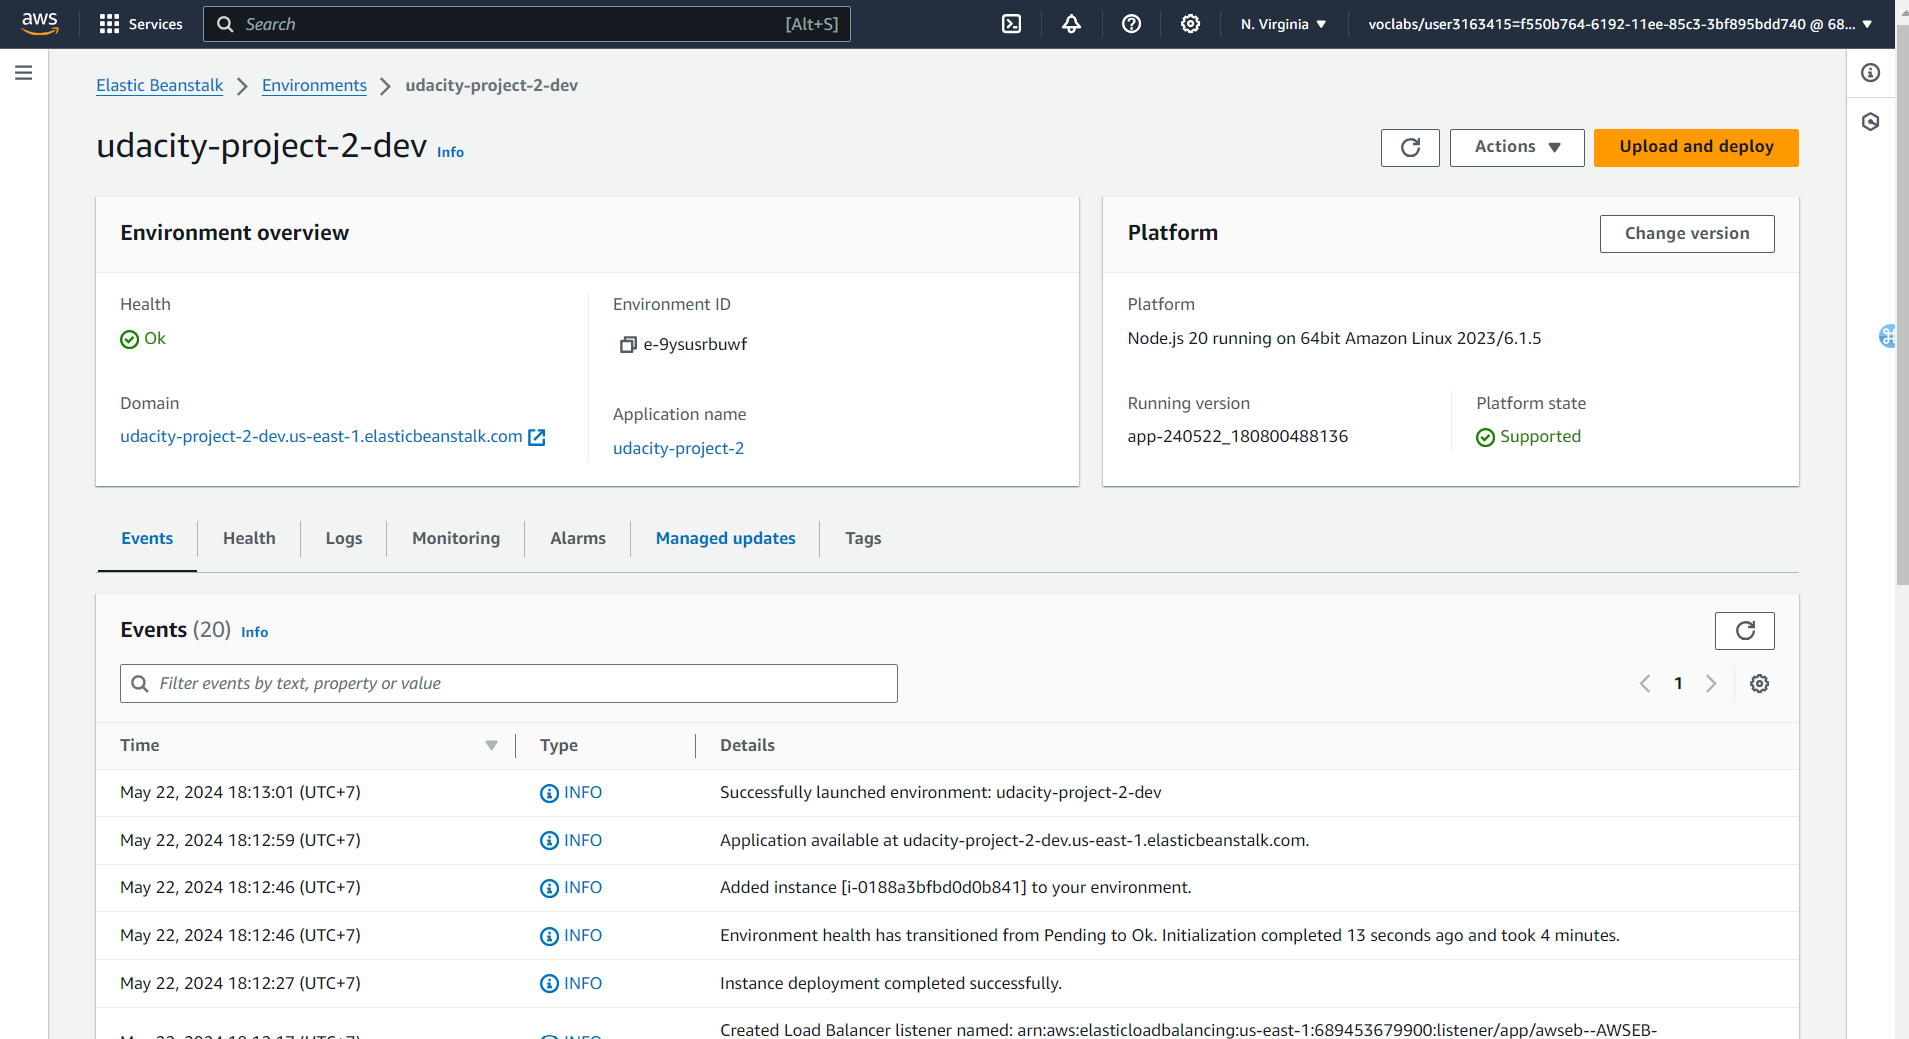 aws Services Search [Alt+S] N. Virginia ▼ voclabs/user3163415=f550b764-6192-11ee-85c3-3bf895bdd740 @ 68... ▼
Elastic Beanstalk > Environments > udacity-project-2-dev
udacity-project-2-dev Info
Actions ▼ Upload and deploy
Environment overview
Health
Ok
Domain
udacity-project-2-dev.us-east-1.elasticbeanstalk.com
Environment ID
e-9ysusrbuwf
Application name
udacity-project-2
Platform
Change version
Platform
Node.js 20 running on 64bit Amazon Linux 2023/6.1.5
Running version
app-240522_180800488136
Platform state
Supported
Events Health Logs Monitoring Alarms Managed updates Tags
Events (20) Info
Filter events by text, property or value
1
Time Type Details
May 22, 2024 18:13:01 (UTC+7) INFO Successfully launched environment: udacity-project-2-dev
May 22, 2024 18:12:59 (UTC+7) INFO Application available at udacity-project-2-dev.us-east-1.elasticbeanstalk.com.
May 22, 2024 18:12:46 (UTC+7) INFO Added instance [i-0188a3bfbd0d0b841] to your environment.
May 22, 2024 18:12:46 (UTC+7) INFO Environment health has transitioned from Pending to Ok. Initialization completed 13 seconds ago and took 4 minutes.
May 22, 2024 18:12:27 (UTC+7) INFO Instance deployment completed successfully.
Created Load Balancer listener named: arn:aws:elasticloadbalancing:us-east-1:689453679900:listener/app/awseb--AWSEB-